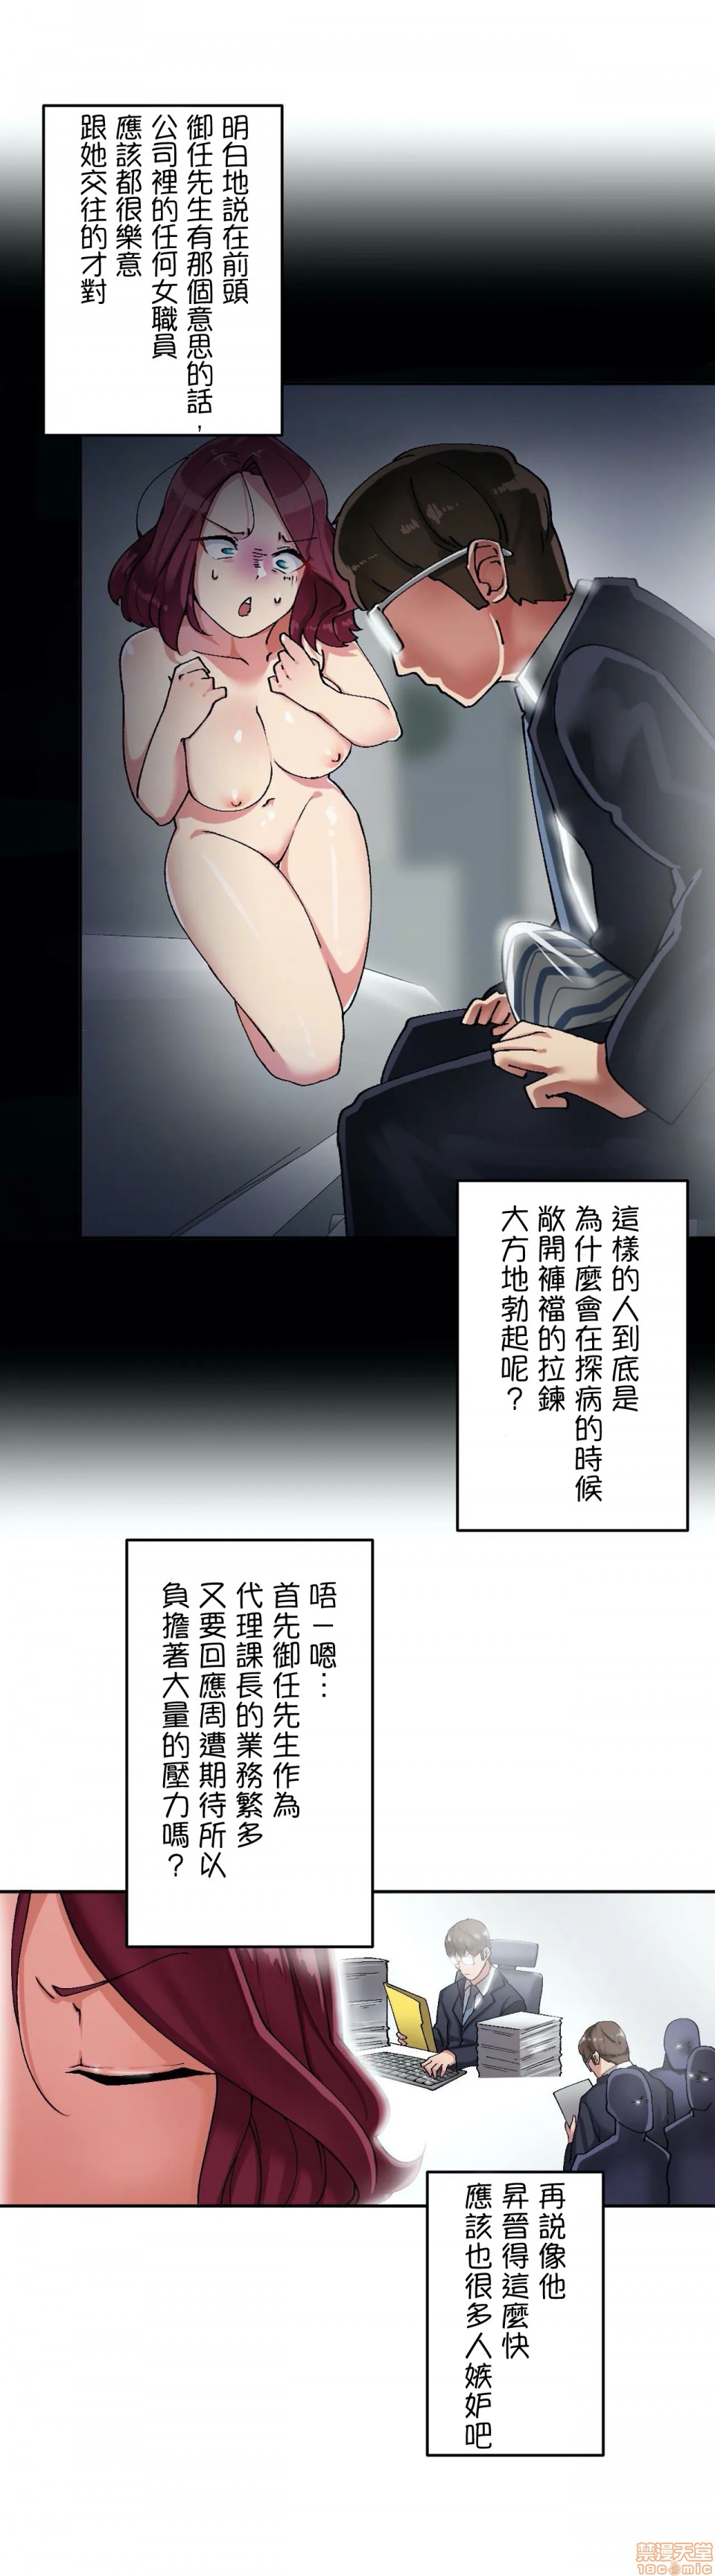 明白地說在前頭
御任先生有那個意思的話，
公司裡的任何女職員
應該都很樂意
跟她交往的才對
這樣的人到底是
為什麼會在探病的時候
敞開褲襠的拉鍊
大方地勃起呢？
唔－嗯…
首先御任先生作為
代理課長的業務繁多
又要回應周遭期待所以
負擔著大量的壓力嗎？
再說像他
昇晉得這麼快
應該也很多人嫉妒吧
禁漫天堂
18comic